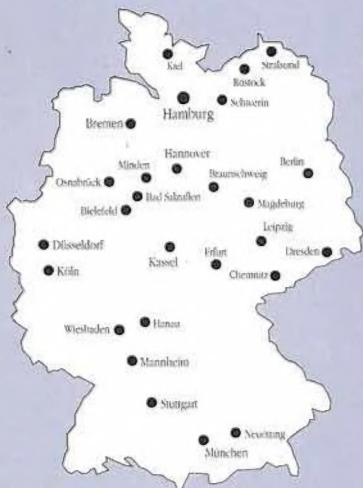 Kiel
Stralsund
Rostock
Hamburg
Schwerin
Bremen
Hannover
Minden
Berlin
Osnabrück
Braunschweig
Bad Salzuflen
Bielefeld
Magdeburg
Leipzig
Düsseldorf
Kassel
Erfurt
Dresden
Köln
Chemnitz
Hanau
Wiesbaden
Mannheim
Stuttgart
Neuötting
München